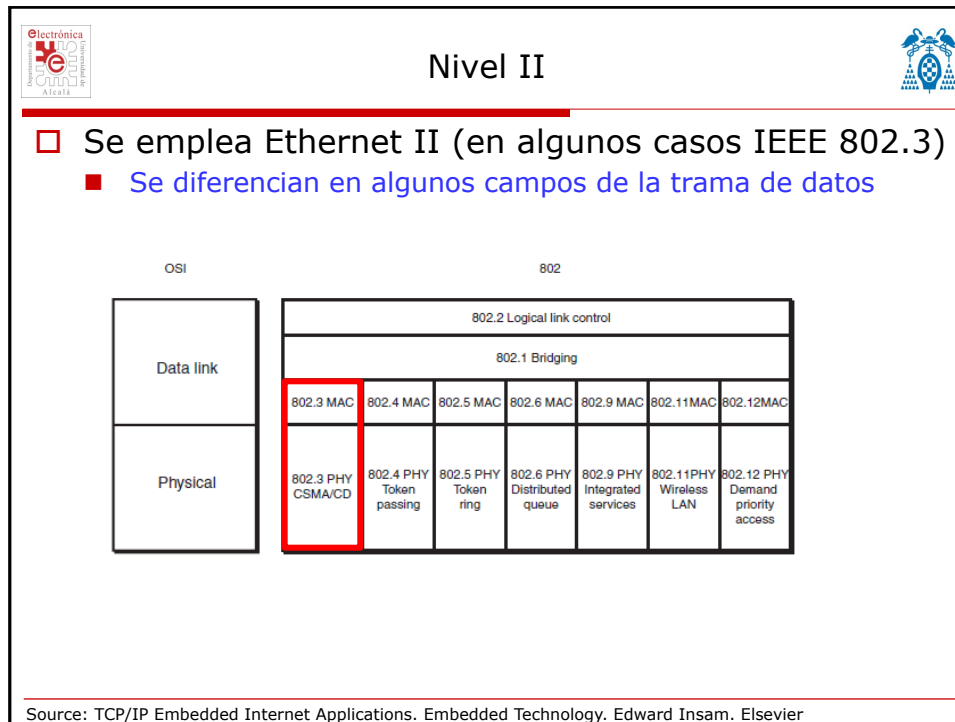 electrónica
Departamento de
Universidad de
Alcalá
Nivel II
Se emplea Ethernet II (en algunos casos IEEE 802.3)
Se diferencian en algunos campos de la trama de datos
OSI
802
Data link
Physical
802.2 Logical link control
802.1 Bridging
802.3 MAC 802.4 MAC 802.5 MAC 802.6 MAC 802.9 MAC 802.11MAC 802.12MAC
802.3 PHY
CSMA/CD
802.4 PHY
Token
passing
802.5 PHY
Token
ring
802.6 PHY
Distributed
queue
802.9 PHY
Integrated
services
802.11PHY
Wireless
LAN
802.12 PHY
Demand
priority
access
Source: TCP/IP Embedded Internet Applications. Embedded Technology. Edward Insam. Elsevier